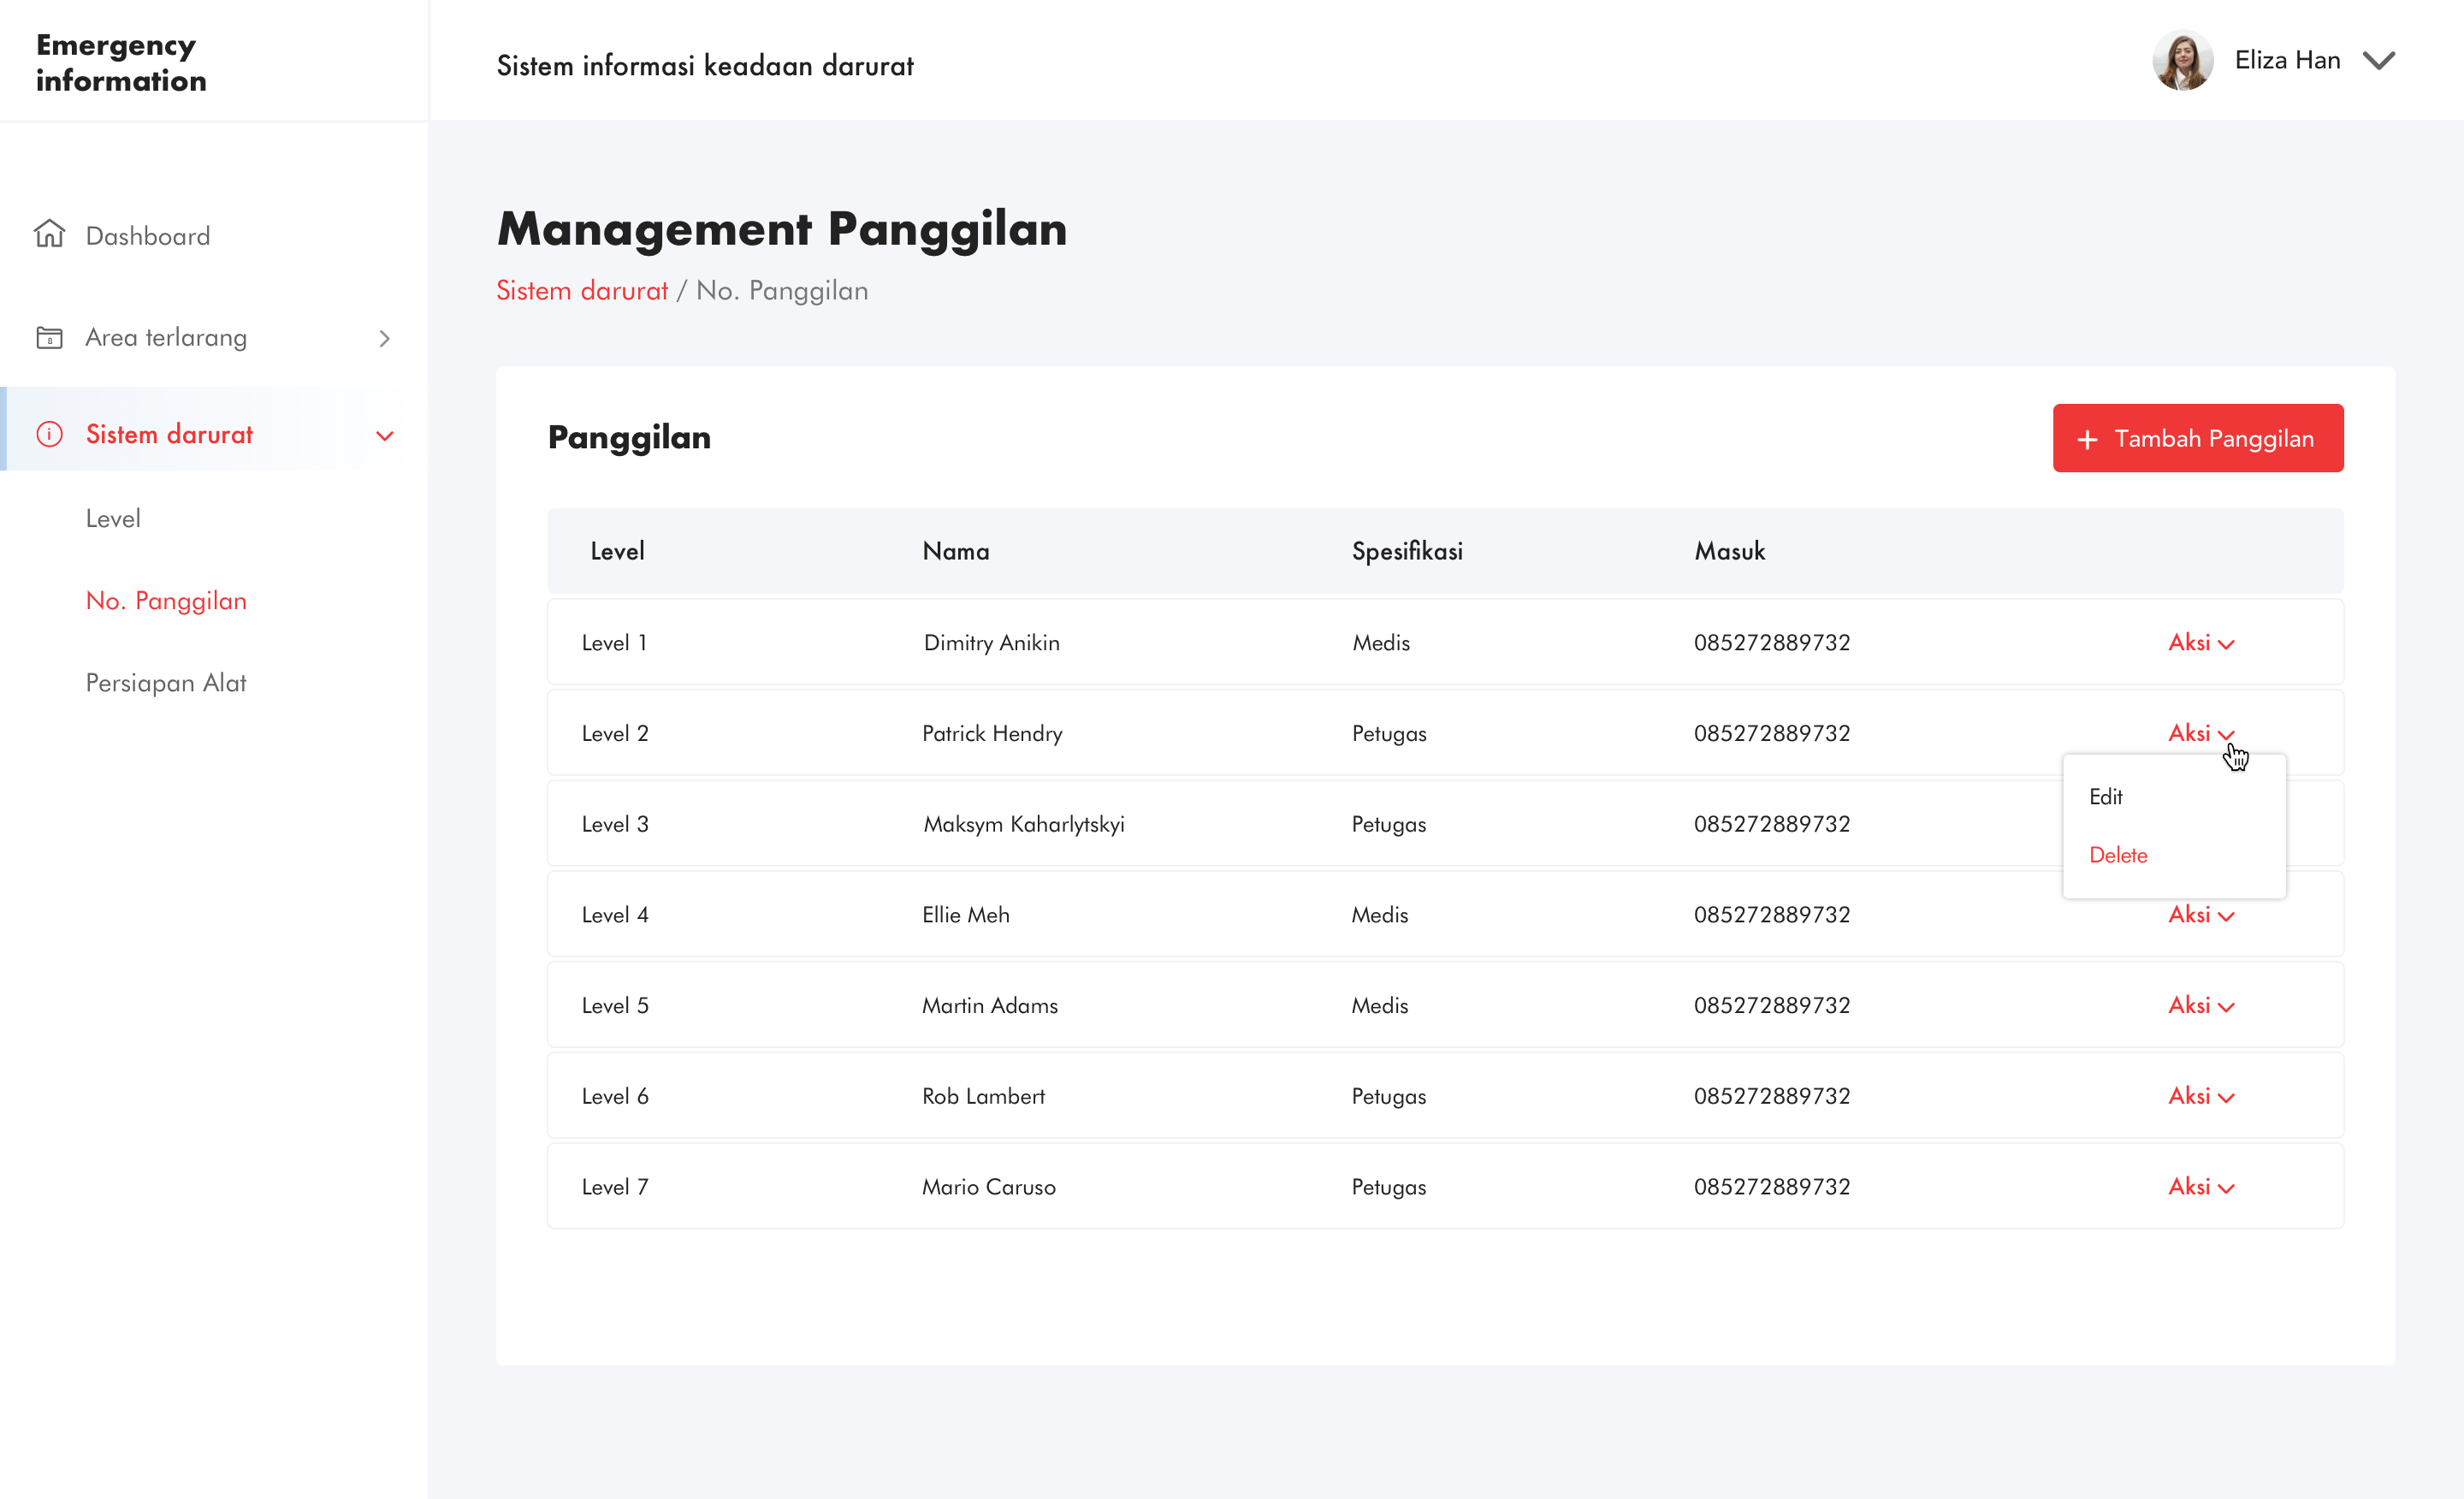 Emergency
information
Sistem informasi keadaan darurat
Eliza Han
Dashboard
Area terlarang
Sistem darurat
Level
No. Panggilan
Persiapan Alat
Management Panggilan
Sistem darurat / No. Panggilan
Panggilan
+ Tambah Panggilan
Level Nama Spesifikasi Masuk
Level 1 Dimitry Anikin Medis 085272889732 Aksi
Level 2 Patrick Hendry Petugas 085272889732 Aksi
Edit
Delete
Level 3 Maksym Kaharlytskyi Petugas 085272889732
Level 4 Ellie Meh Medis 085272889732 Aksi
Level 5 Martin Adams Medis 085272889732 Aksi
Level 6 Rob Lambert Petugas 085272889732 Aksi
Level 7 Mario Caruso Petugas 085272889732 Aksi